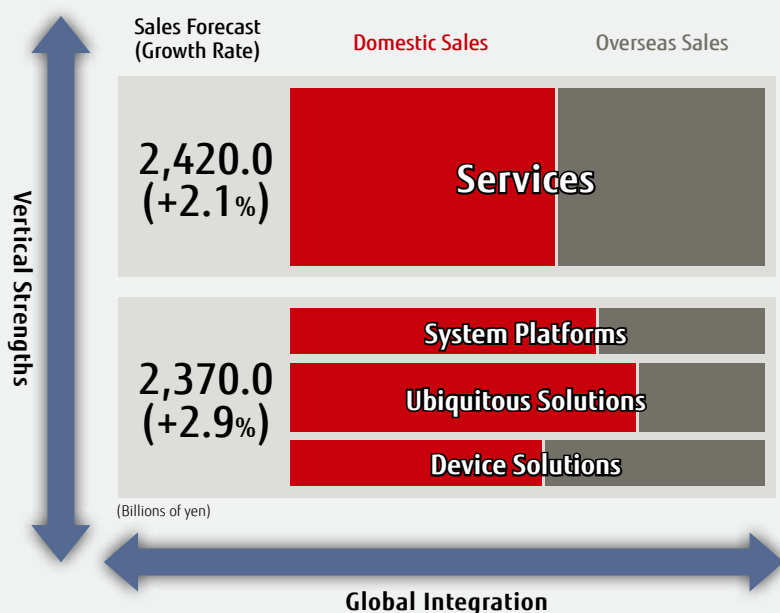 Sales Forecast
(Growth Rate)
Domestic Sales
Overseas Sales
2,420.0
(+2.1%)
Services
Vertical Strengths
2,370.0
(+2.9%)
System Platforms
Ubiquitous Solutions
Device Solutions
(Billions of yen)
Global Integration